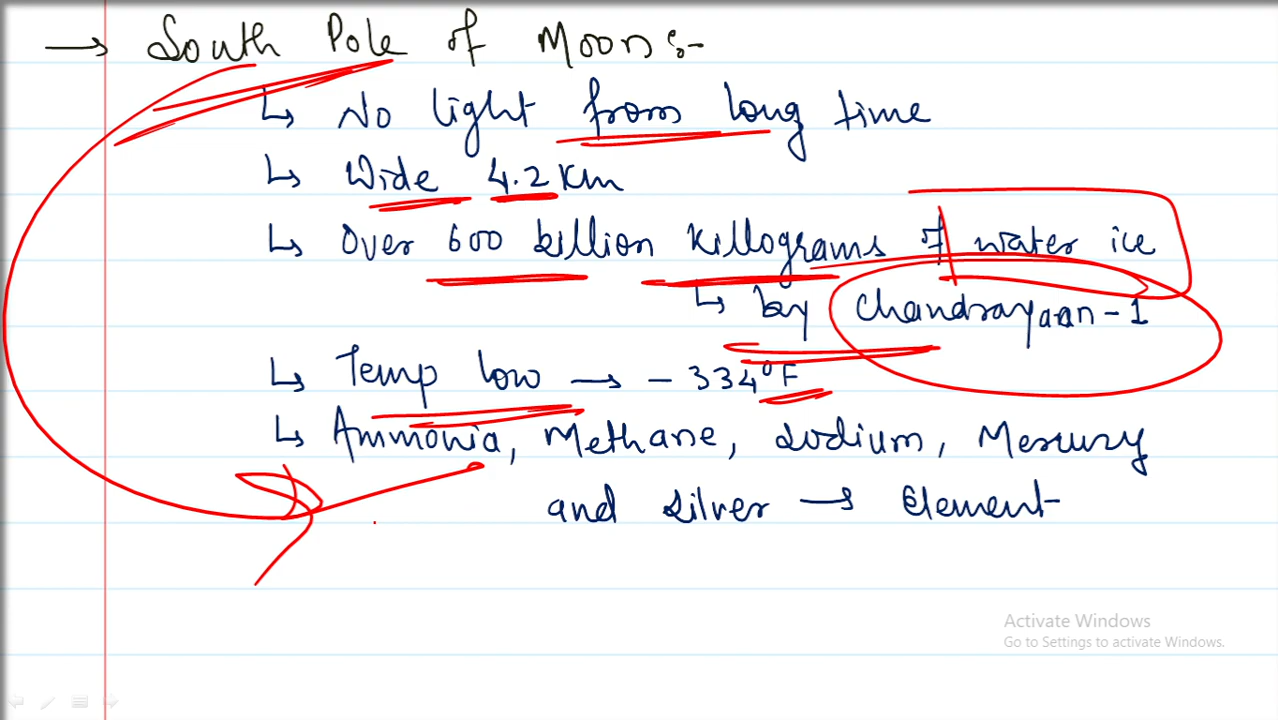 → South Pole of Moon:-
↳ No light from long time
↳ Wide 4.2 Km
↳ Over 600 billion killograms of water ice
↳ by Chandrayaan-1
↳ Temp low → -334°F
↳ Ammonia, Methane, Sodium, Mercury
and Silver → Element
Activate Windows
Go to Settings to activate Windows.